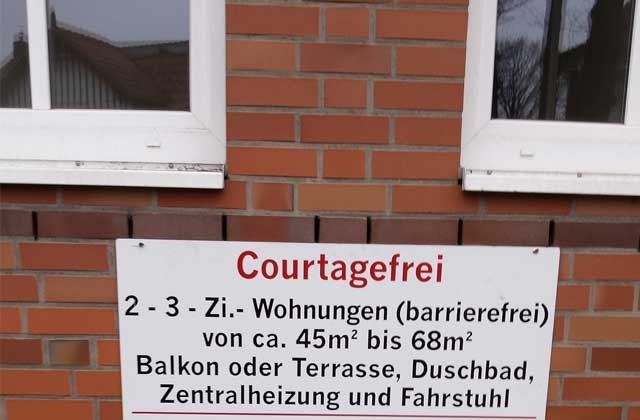 Courtagefrei
2 - 3 - Zi.- Wohnungen (barrierefrei)
von ca. 45m² bis 68m²
Balkon oder Terrasse, Duschbad,
Zentralheizung und Fahrstuhl